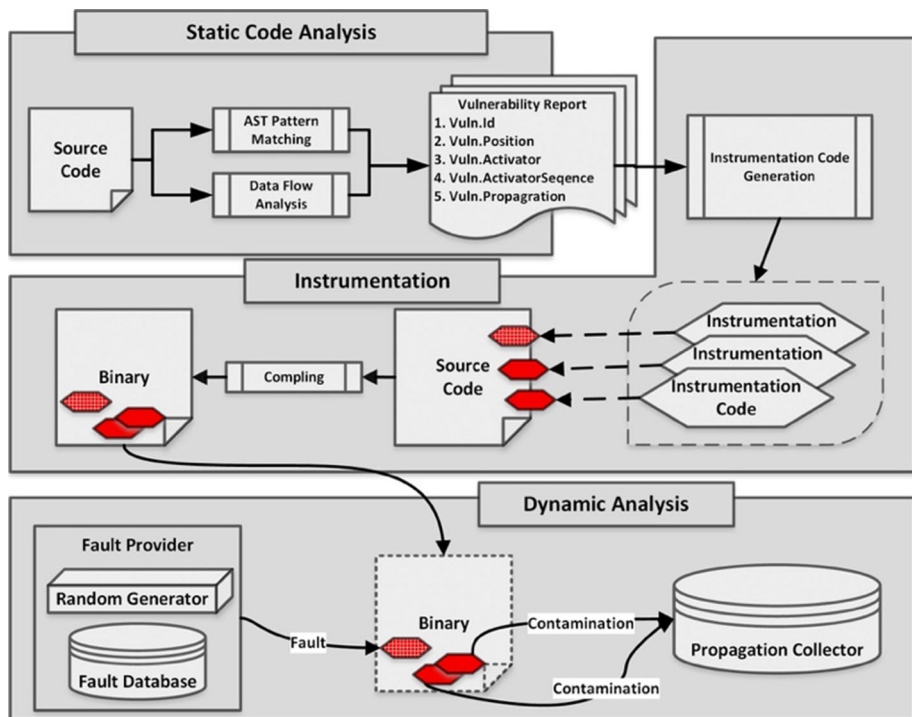 Static Code Analysis
Source
Code
AST Pattern
Matching
Data Flow
Analysis
Vulnerability Report
1. Vuln.Id
2. Vuln.Position
3. Vuln.Activator
4. Vuln.ActivatorSeqence
5. Vuln.Propagration
Instrumentation Code
Generation
Instrumentation
Binary
Compling
Source
Code
Instrumentation
Instrumentation
Instrumentation
Code
Dynamic Analysis
Fault Provider
Random Generator
Fault Database
Fault
Binary
Contamination
Contamination
Propagation Collector